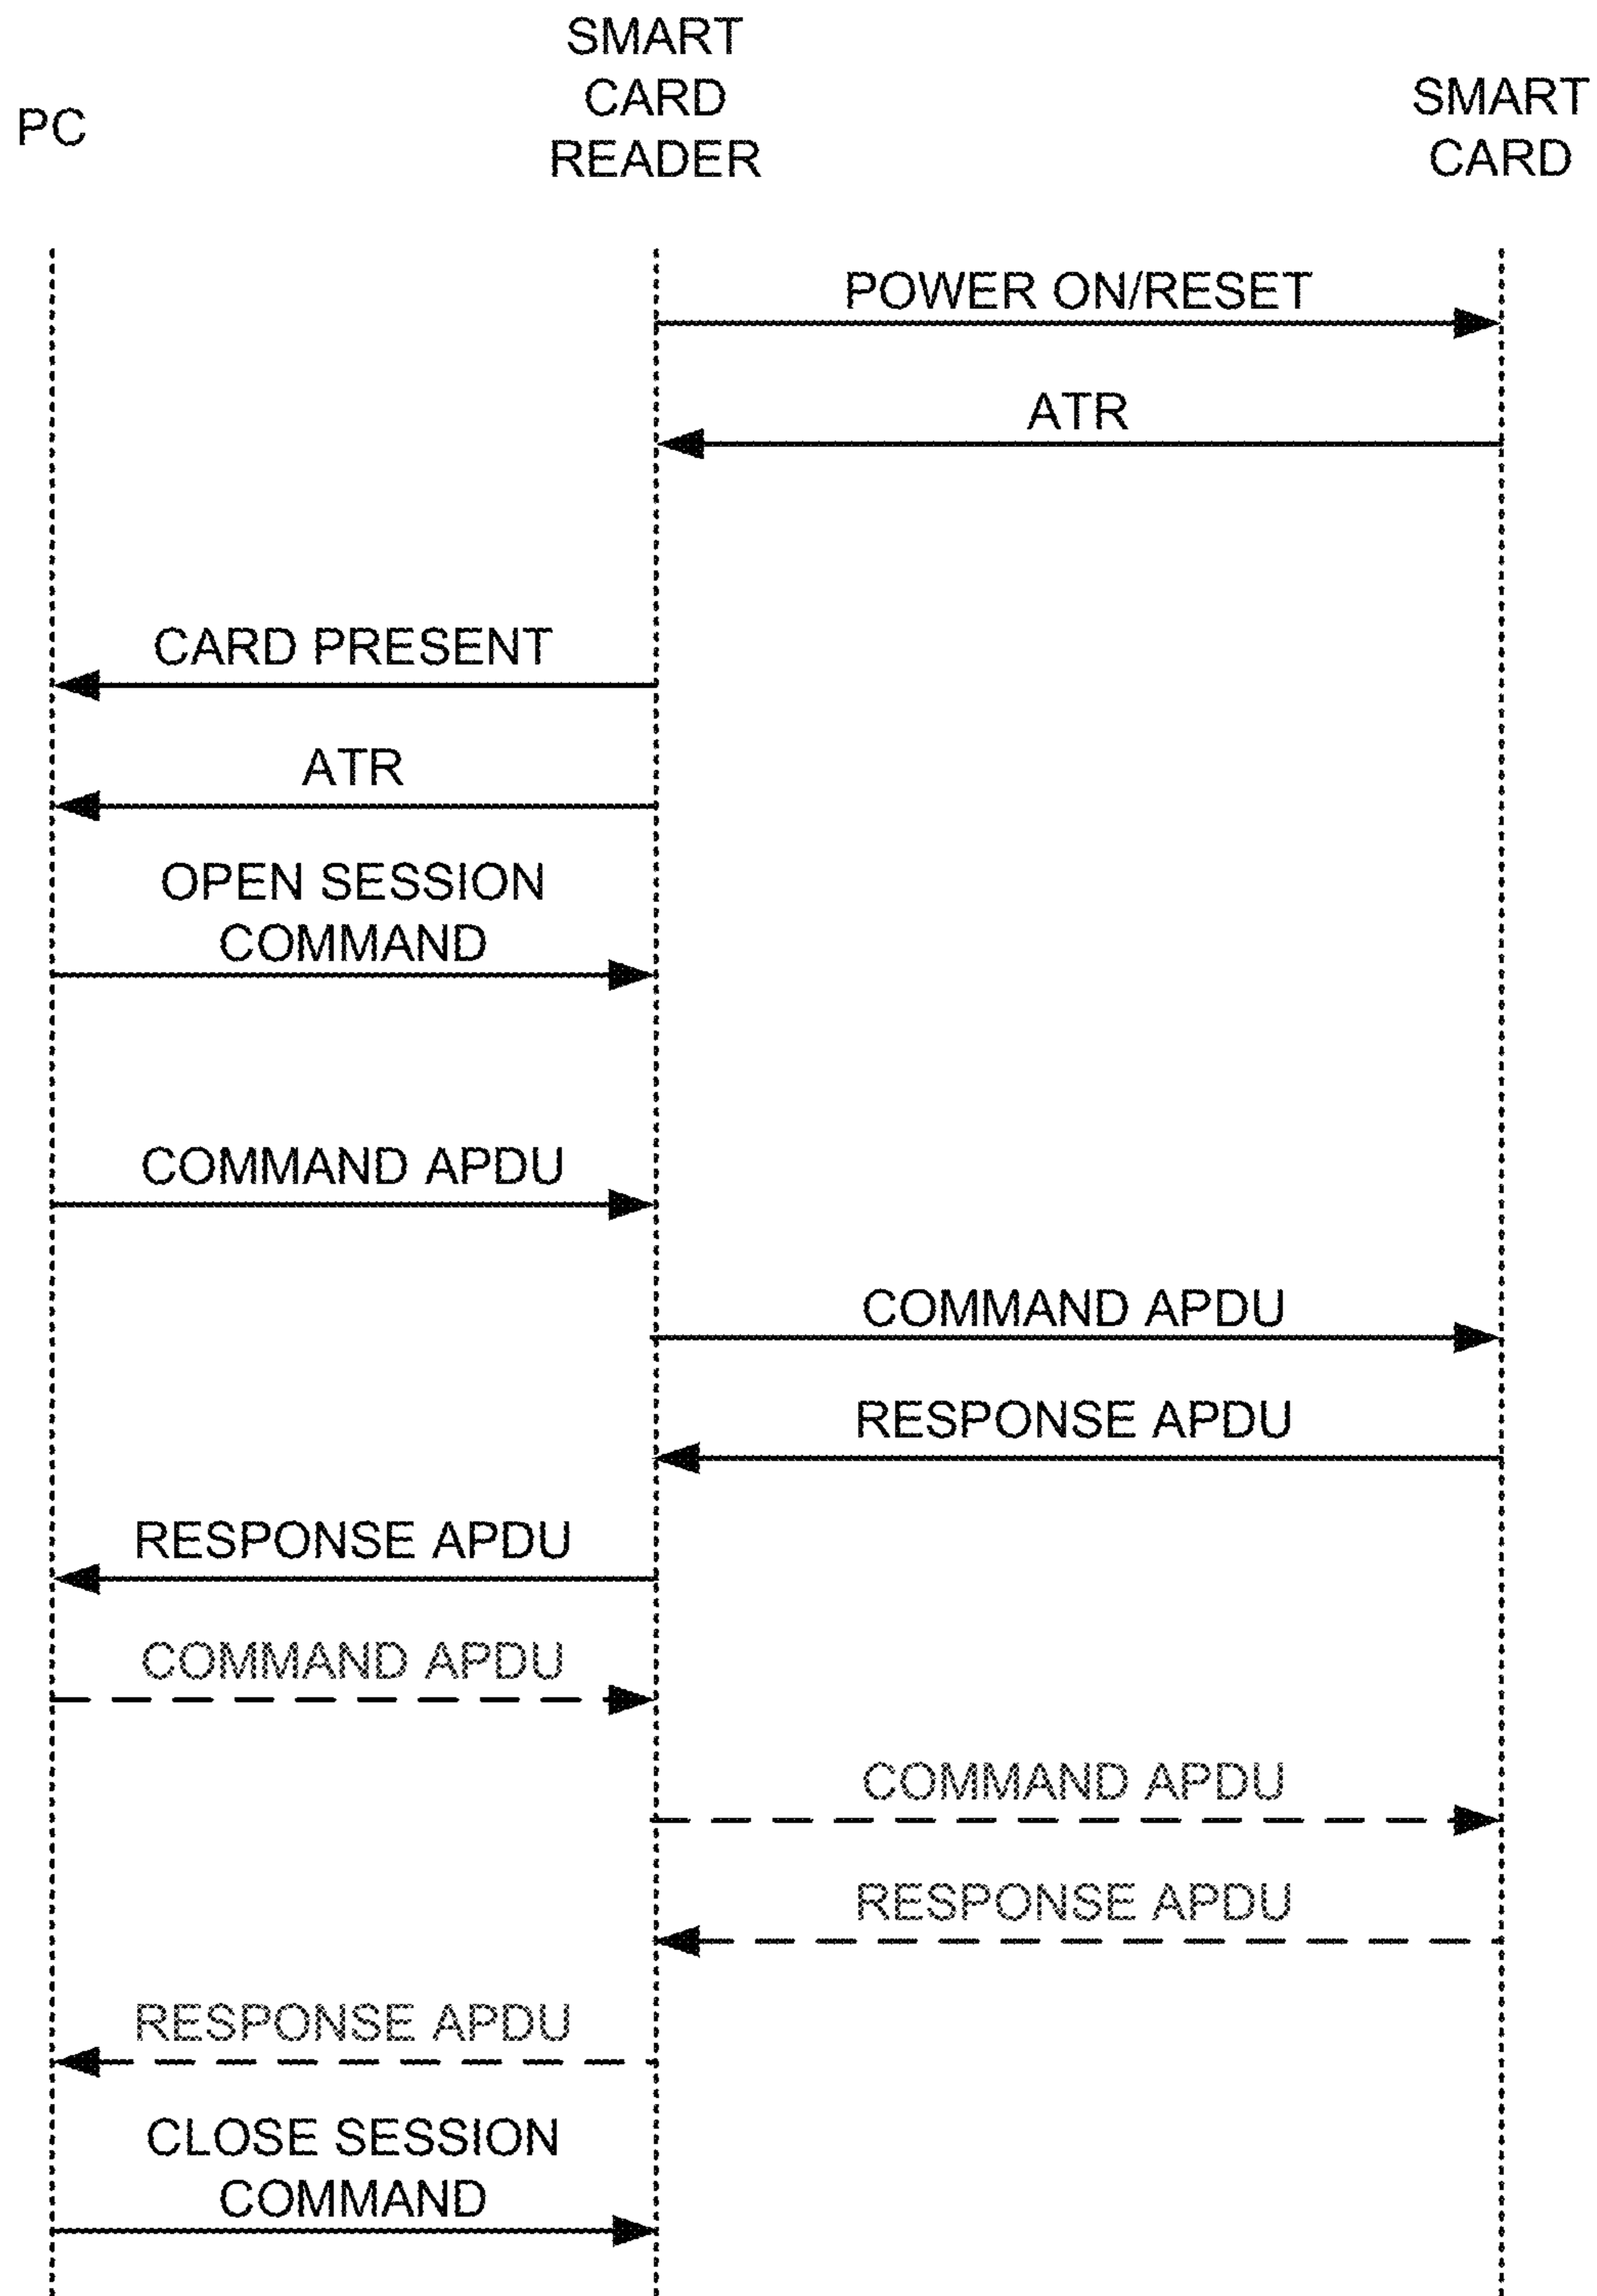 PC
SMART
CARD
READER
SMART
CARD
POWER ON/RESET
ATR
CARD PRESENT
ATR
OPEN SESSION
COMMAND
COMMAND APDU
COMMAND APDU
RESPONSE APDU
RESPONSE APDU
COMMAND APDU
COMMAND APDU
RESPONSE APDU
RESPONSE APDU
CLOSE SESSION
COMMAND